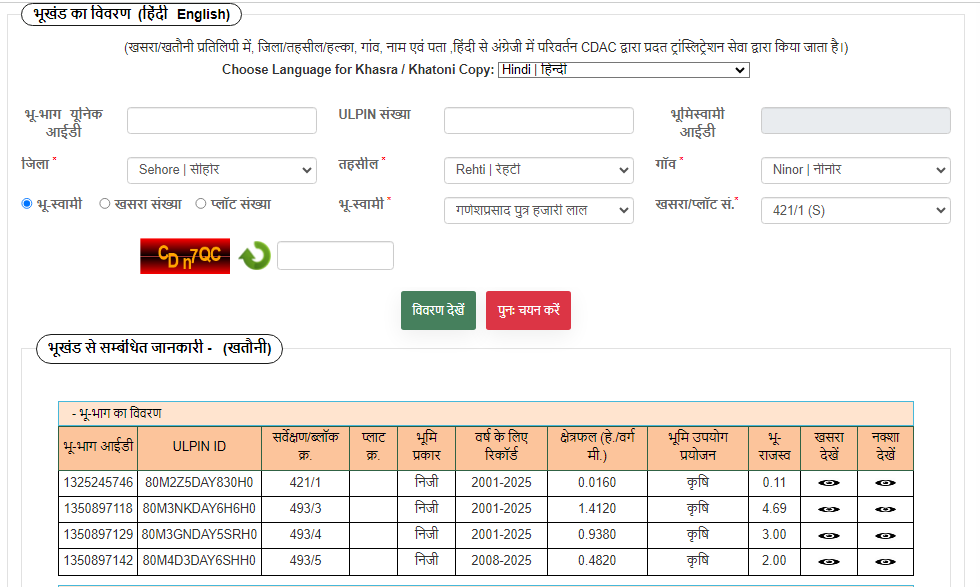 भूखंड का विवरण (हिंदी English)
(खसरा/खतौनी प्रतिलिपी में, जिला/तहसील/हल्का, गांव, नाम एवं पता ,हिंदी से अंग्रेजी में परिवर्तन CDAC द्वारा प्रदत ट्रांस्लिट्रेशन सेवा द्वारा किया जाता है।)
Choose Language for Khasra / Khatoni Copy: Hindi | हिन्दी
भू-भाग यूनिक आईडी
ULPIN संख्या
भूमिस्वामी आईडी
जिला * Sehore | सीहोर तहसील * Rehti | रेहटी गाँव * Ninor | नीनोर
भू-स्वामी खसरा संख्या प्लॉट संख्या भू-स्वामी * गणेशप्रसाद पुत्र हजारी लाल खसरा/प्लॉट सं.* 421/1 (S)
CDn7QC
विवरण देखें पुनः चयन करें
भूखंड से सम्बंधित जानकारी - (खतौनी)
- भू-भाग का विवरण
भू-भाग आईडी ULPIN ID सर्वेक्षण/ब्लॉक क्र. प्लाट क्र. भूमि प्रकार वर्ष के लिए रिकॉर्ड क्षेत्रफल (हे./वर्ग मी.) भूमि उपयोग प्रयोजन भू-राजस्व खसरा देखें नक्शा देखें
1325245746 80M2Z5DAY830H0 421/1 निजी 2001-2025 0.0160 कृषि 0.11
1350897118 80M3NKDAY6H6H0 493/3 निजी 2001-2025 1.4120 कृषि 4.69
1350897129 80M3GNDAY5SRH0 493/4 निजी 2001-2025 0.9380 कृषि 3.00
1350897142 80M4D3DAY6SHH0 493/5 निजी 2008-2025 0.4820 कृषि 2.00